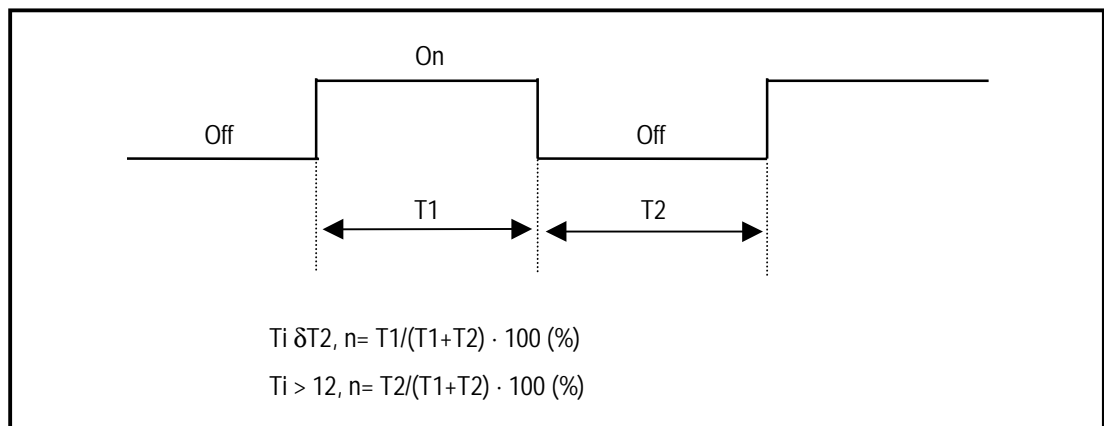 On
Off
Off
T1
T2
Ti δT2, n= T1/(T1+T2) · 100 (%)
Ti > 12, n= T2/(T1+T2) · 100 (%)